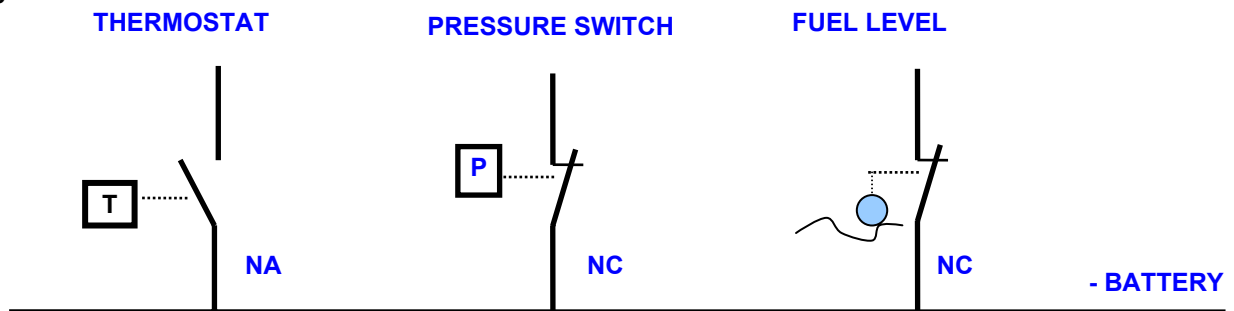 THERMOSTAT
PRESSURE SWITCH
FUEL LEVEL
P
T
NA
NC
NC
- BATTERY